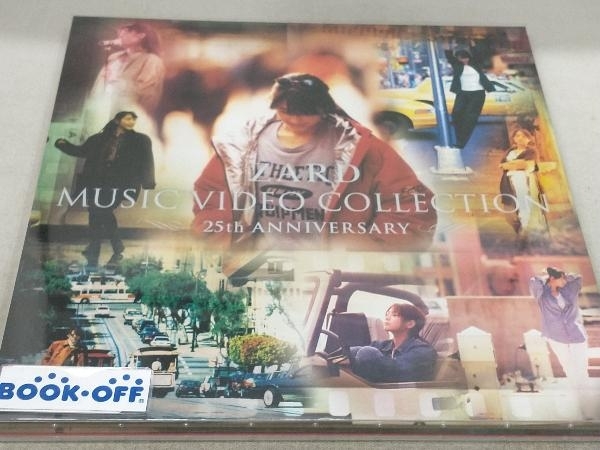 ZARD
MUSIC VIDEO COLLECTION
25th ANNIVERSARY
BOOK·OFF